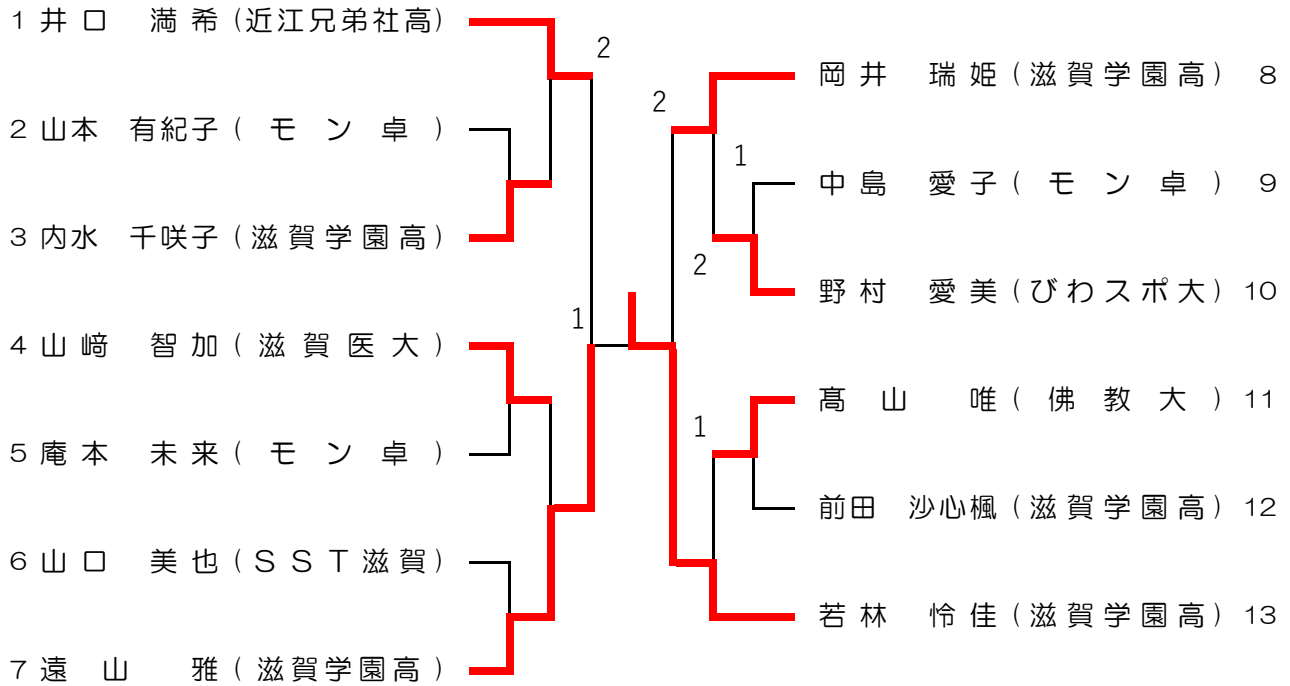 1 井口 満希 (近江兄弟社高)
2 山本 有紀子 (モン卓)
3 内水 千咲子 (滋賀学園高)
4 山﨑 智加 (滋賀医大)
5 庵本 未来 (モン卓)
6 山口 美也 (SST滋賀)
7 遠山 雅 (滋賀学園高)
2
1
2
1
2
1
岡井 瑞姫 (滋賀学園高) 8
中島 愛子 (モン卓) 9
野村 愛美 (びわスポ大) 10
髙山 唯 (佛教大) 11
前田 沙心楓 (滋賀学園高) 12
若林 怜佳 (滋賀学園高) 13